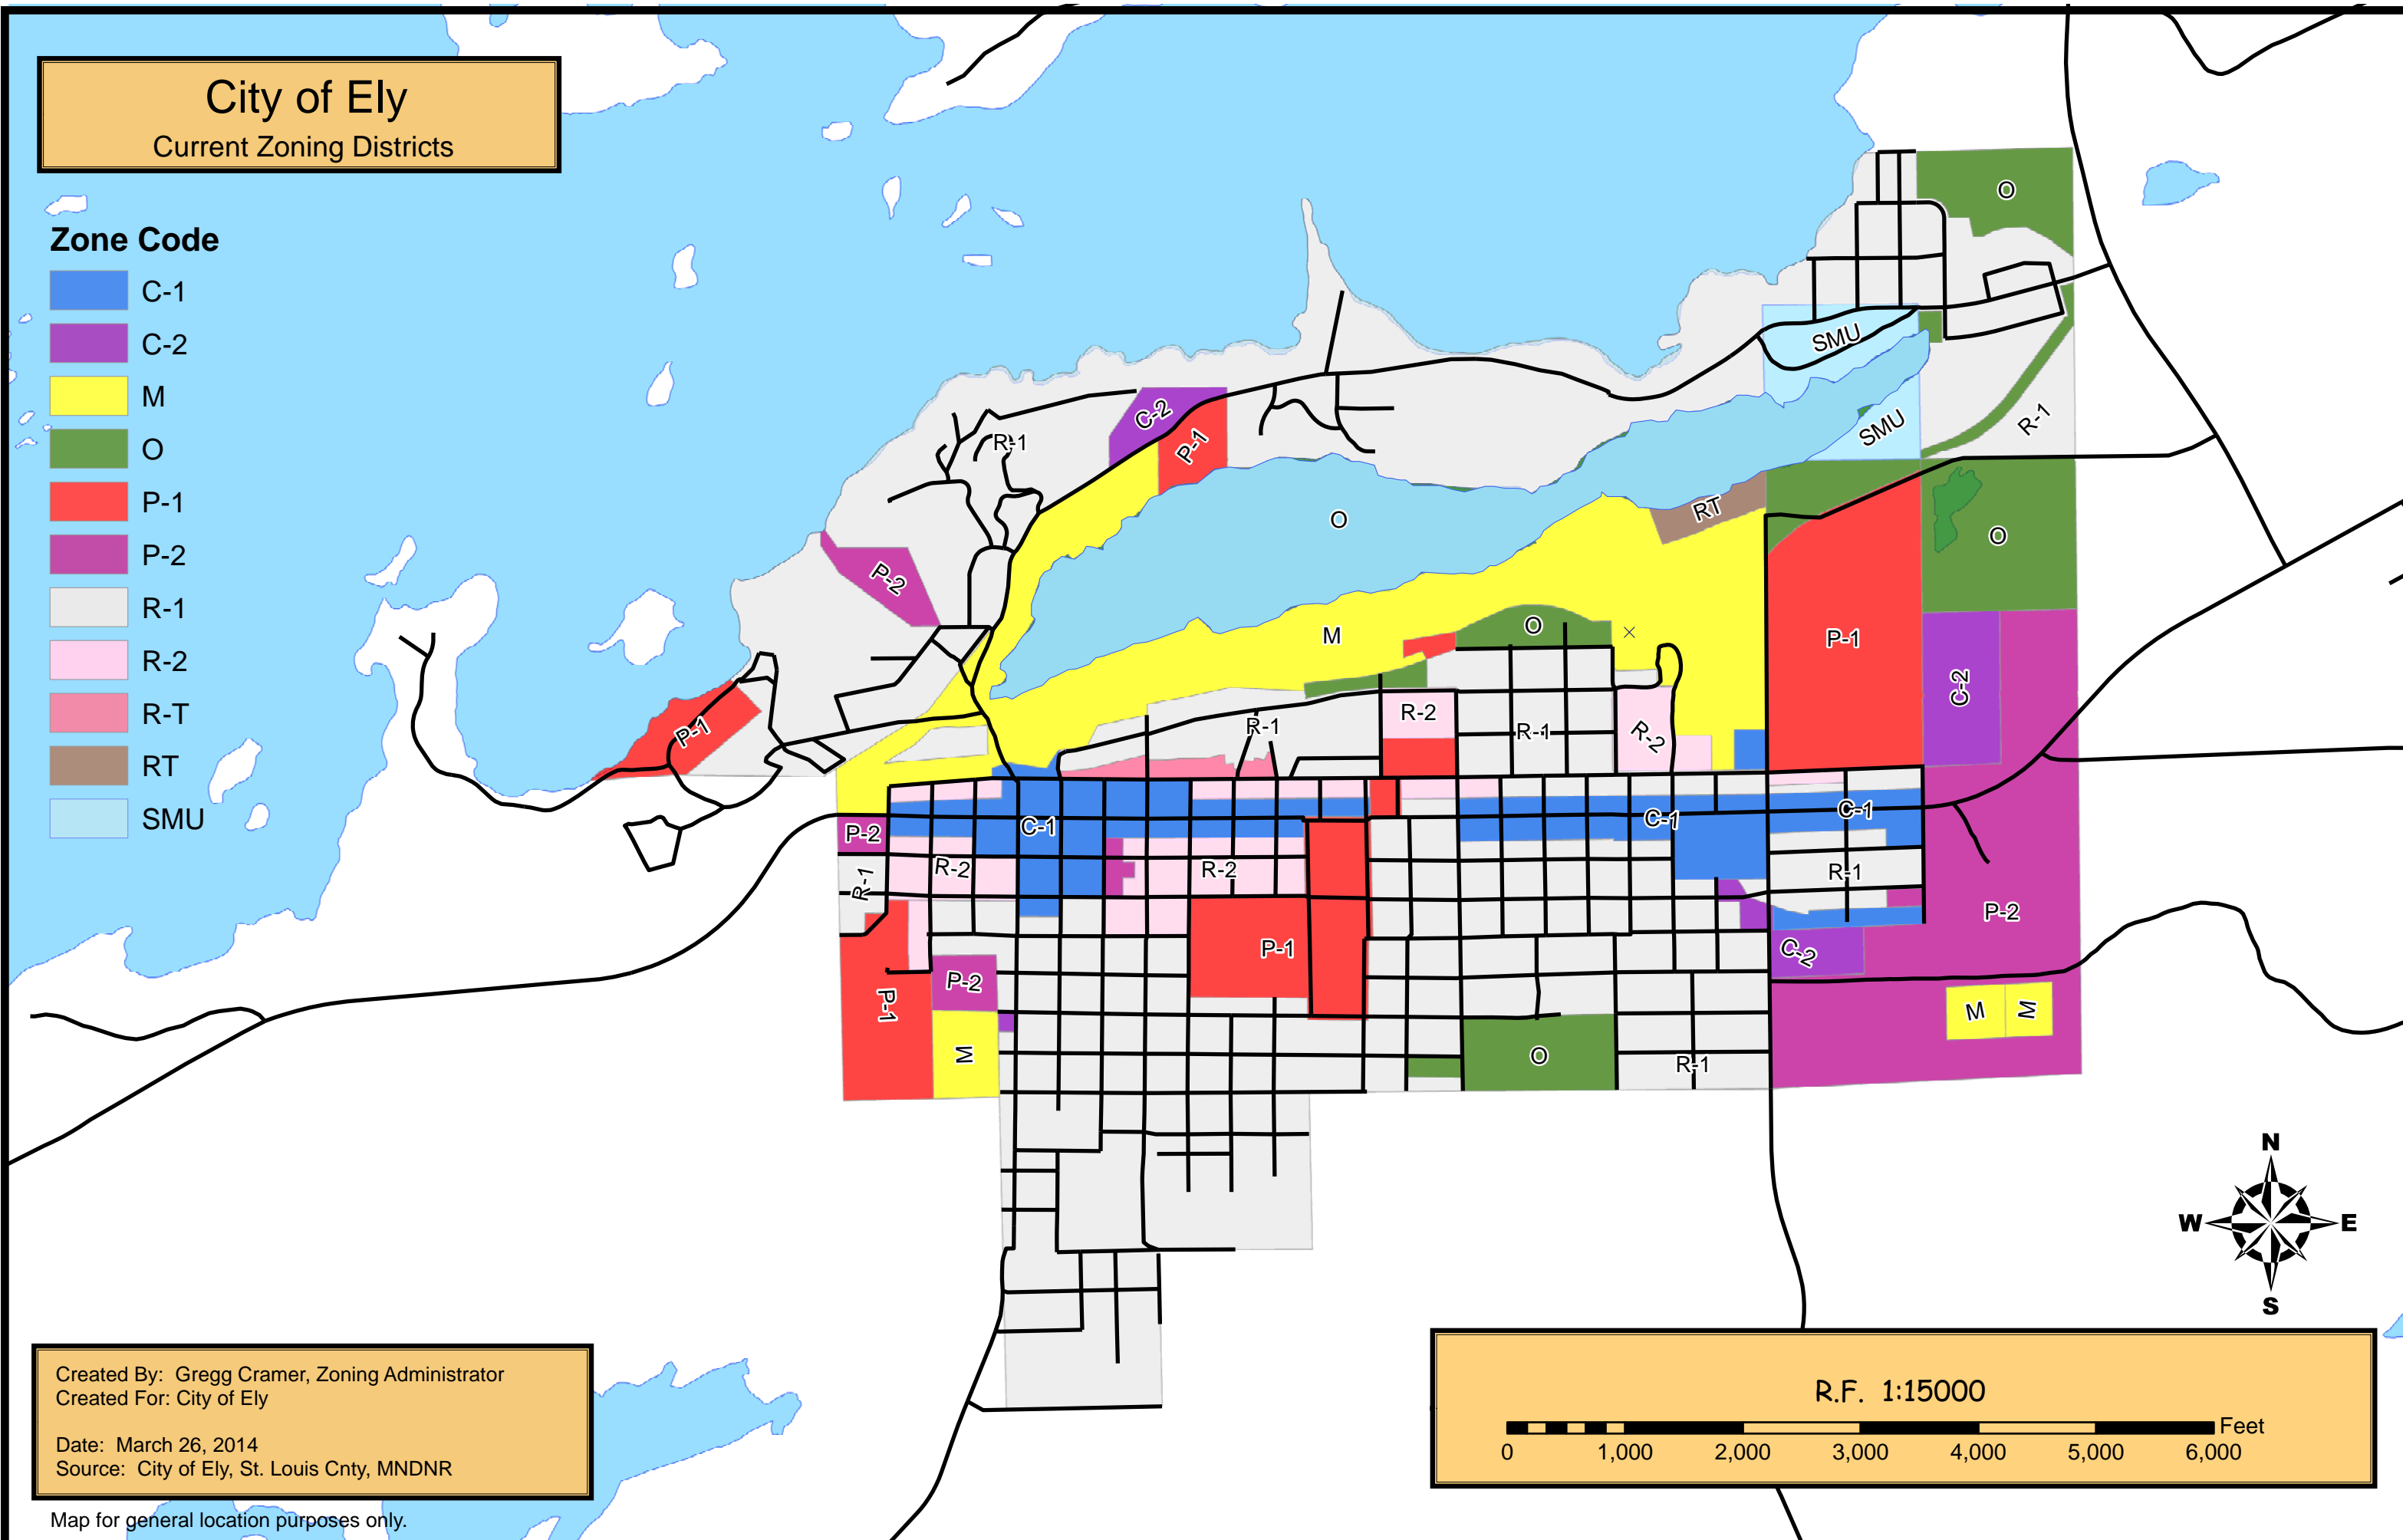 City of Ely
Current Zoning Districts
Zone Code
C-1
C-2
M
O
P-1
P-2
R-1
R-2
R-T
RT
SMU
O
SMU
SMU
R-1
C-2
P-1
R-1
O
RT
O
P-2
M
O
P-1
C-2
P-1
R-1
R-2
R-1
R-2
P-2
C-1
C-1
C-1
R-1
R-2
R-2
R-1
P-2
P-1
C-2
P-1
P-2
M
M
M
O
R-1
N
W
E
S
Created By: Gregg Cramer, Zoning Administrator
Created For: City of Ely
Date: March 26, 2014
Source: City of Ely, St. Louis Cnty, MNDNR
Map for general location purposes only.
R.F. 1:15000
Feet
0 1,000 2,000 3,000 4,000 5,000 6,000